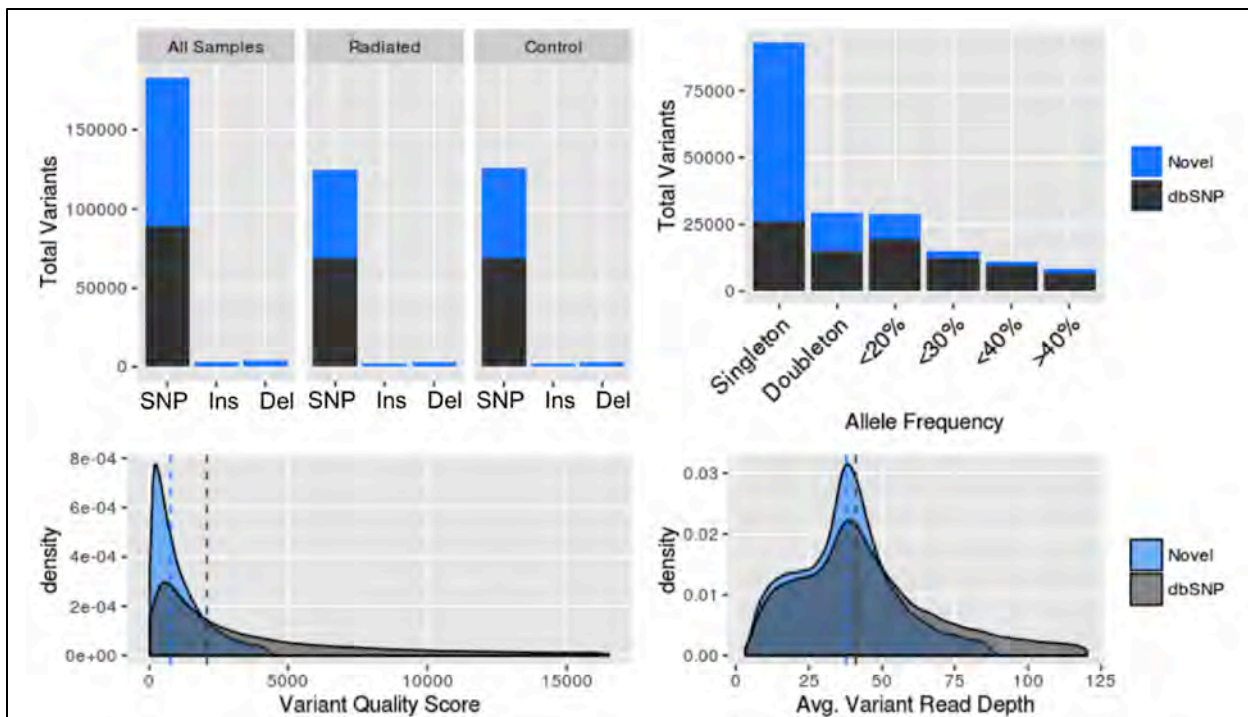 All Samples Radiated Control
150000
100000
50000
0
Total Variants
SNP Ins Del SNP Ins Del SNP Ins Del
75000
50000
25000
0
Total Variants
Singleton Doubleton <20% <30% <40% >40%
Allele Frequency
Novel
dbSNP
8e-04
6e-04
4e-04
2e-04
0e+00
density
0 5000 10000 15000
Variant Quality Score
0.03
0.02
0.01
0.00
density
0 25 50 75 100 125
Avg. Variant Read Depth
Novel
dbSNP